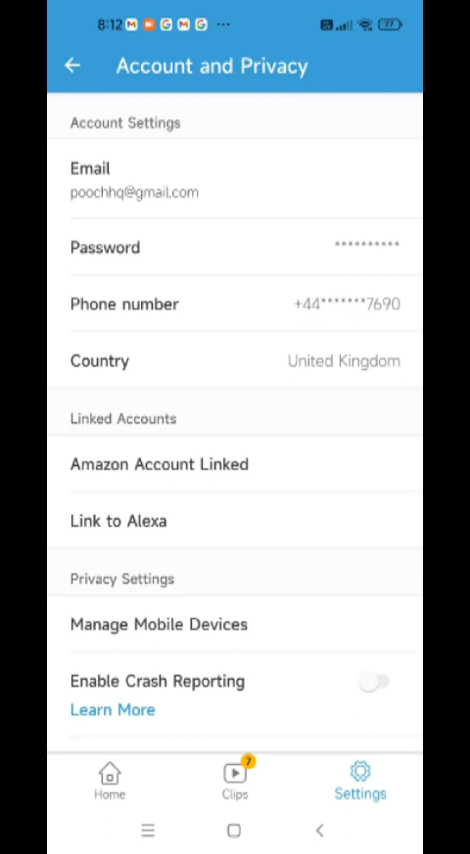 8:12 M G M G ...
77
Account and Privacy
Account Settings
Email
poochhq@gmail.com
Password **********
Phone number +44*******7690
Country United Kingdom
Linked Accounts
Amazon Account Linked
Link to Alexa
Privacy Settings
Manage Mobile Devices
Enable Crash Reporting
Learn More
7
Home Clips Settings